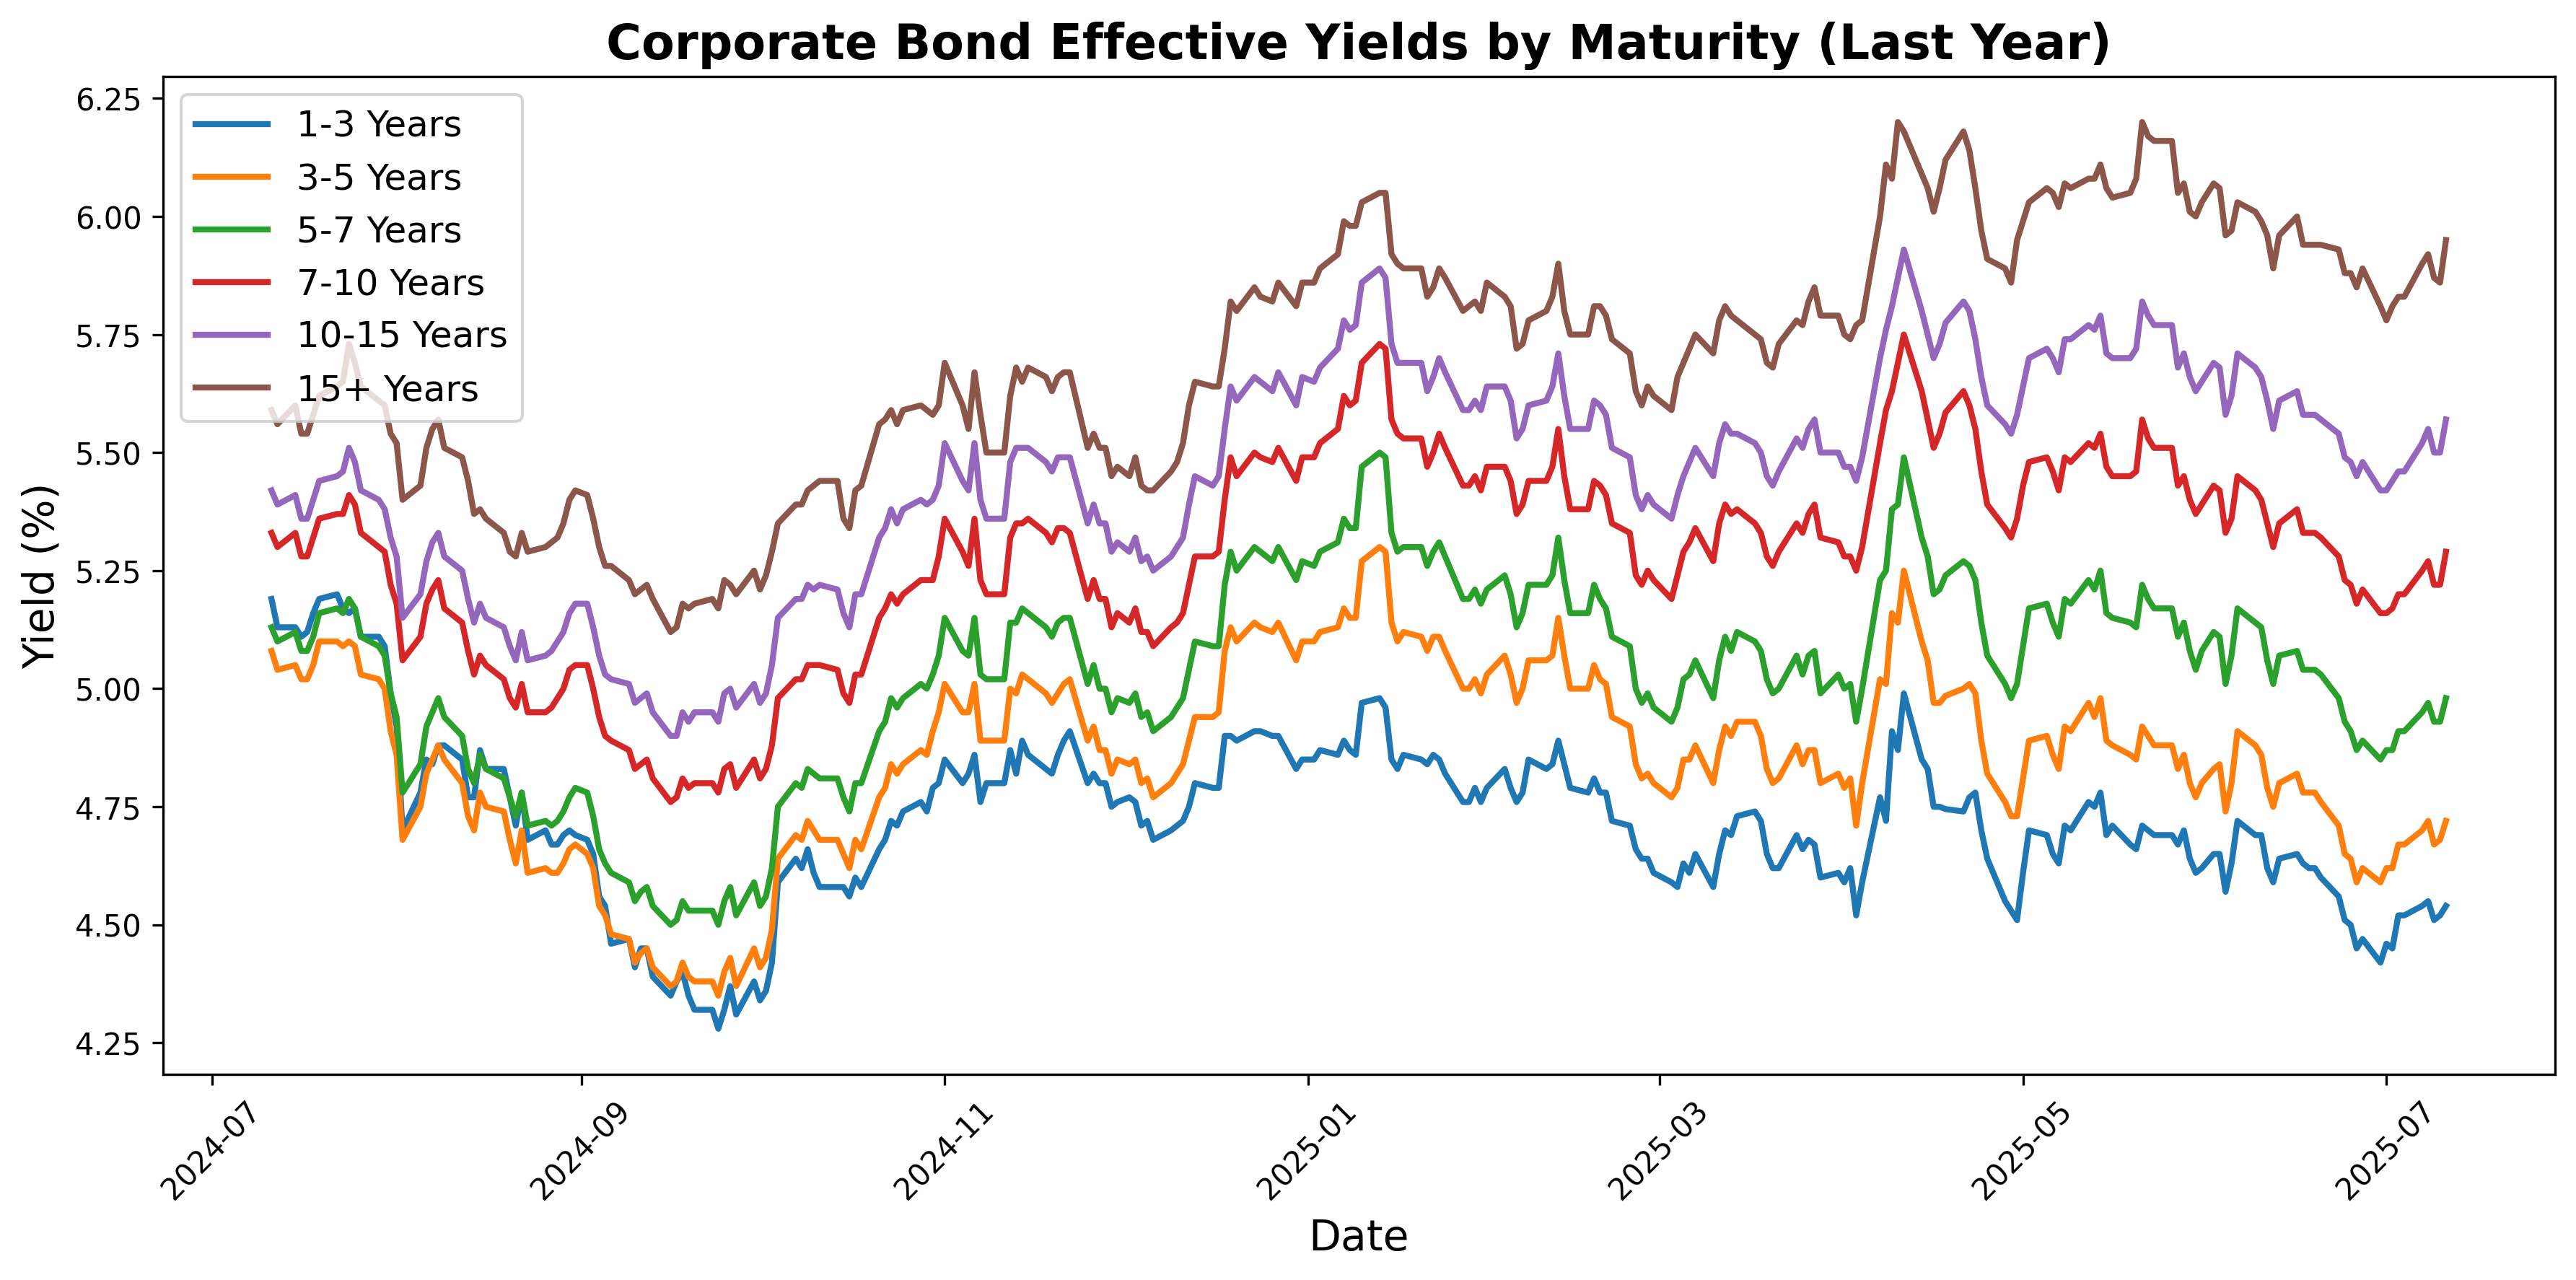 Corporate Bond Effective Yields by Maturity (Last Year)
6.25
6.00
5.75
5.50
5.25
5.00
4.75
4.50
4.25
Yield (%)
1-3 Years
3-5 Years
5-7 Years
7-10 Years
10-15 Years
15+ Years
2024-07
2024-09
2024-11
2025-01
2025-03
2025-05
2025-07
Date